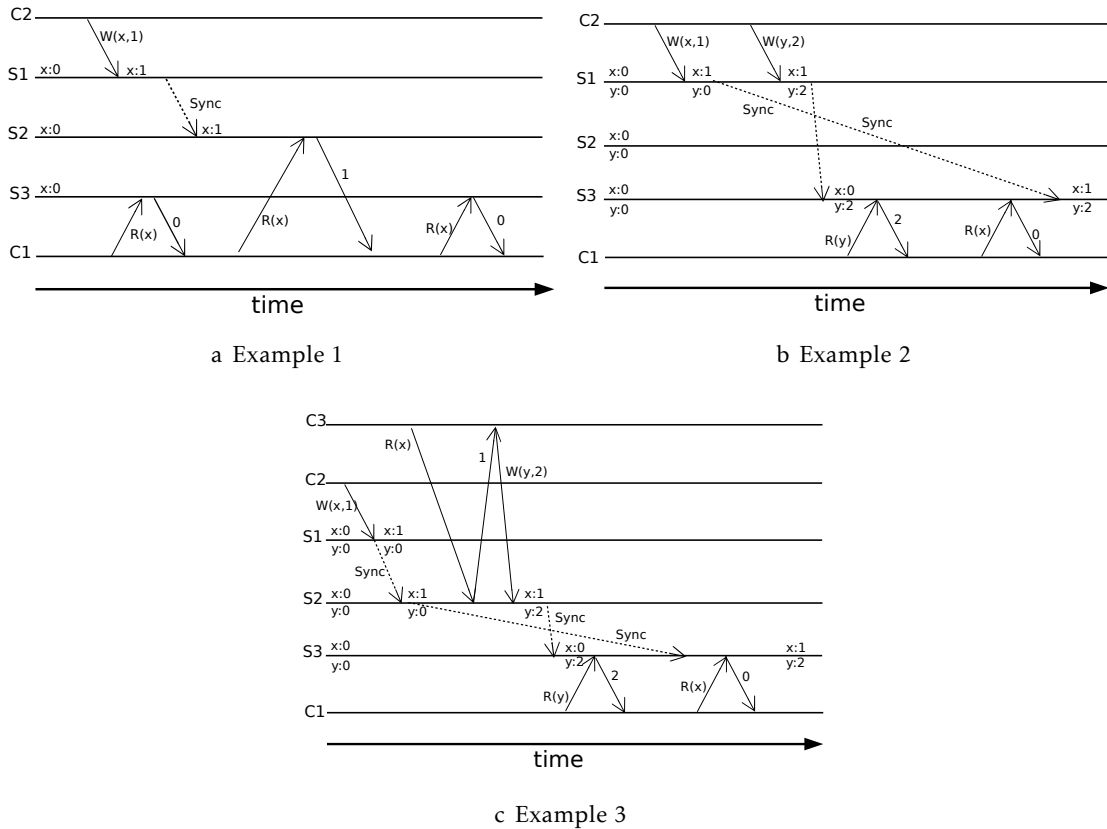 C2
W(x,1)
S1 x:0 x:1
Sync
S2 x:0 x:1
1
S3 x:0
R(x) 0 R(x) R(x) 0
C1
time
a Example 1
C2
W(x,1) W(y,2)
S1 x:0 x:1 x:1
y:0 y:0 y:2
Sync Sync
S2 x:0
y:0
S3 x:0 x:0 x:1
y:0 y:2 y:2
R(y) 2 R(x) 0
C1
time
b Example 2
C3
R(x) 1 W(y,2)
C2
W(x,1)
S1 x:0 x:1
y:0 y:0
Sync
S2 x:0 x:1 x:1
y:0 y:0 y:2
Sync Sync
S3 x:0 x:0 x:1
y:0 y:2 y:2
R(y) 2 R(x) 0
C1
time
c Example 3